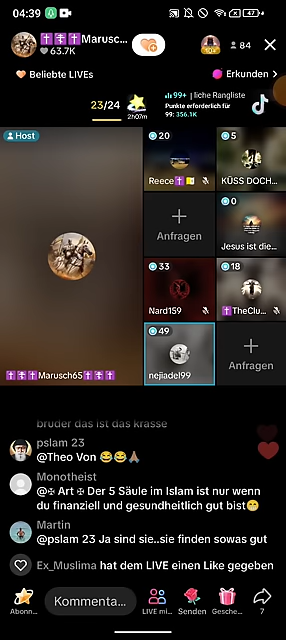 04:39
47
✝️☦️✝️Marusc...
63.7K
84
Beliebte LIVEs
Erkunden >
23/24
2h07m
99+ | liche Rangliste
Punkte erforderlich für
99: 356.1K
Host
✝️✝️✝️Marusch65✝️✝️✝️
20
Reece✝️
5
KÜSS DOCH...
Anfragen
0
Jesus ist die...
33
Nard159
18
✝️TheClu...
49
nejiade199
Anfragen
bruder das ist das krasse
pslam 23
@Theo Von 😂😂🙏🏽
Monotheist
@✠ Art ✠ Der 5 Säule im Islam ist nur wenn
du finanziell und gesundheitlich gut bist😁
Martin
@pslam 23 Ja sind sie..sie finden sowas gut
Ex_Muslima hat dem LIVE einen Like gegeben
Abonn...
Kommenta...
LIVE mi...
Senden
Gesche...
7